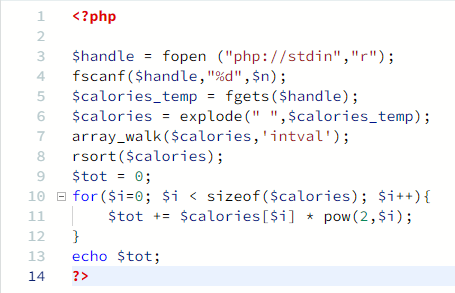 1 <?php
2
3 $handle = fopen ("php://stdin","r");
4 fscanf($handle,"%d",$n);
5 $calories_temp = fgets($handle);
6 $calories = explode(" ",$calories_temp);
7 array_walk($calories,'intval');
8 rsort($calories);
9 $tot = 0;
10 for($i=0; $i < sizeof($calories); $i++){
11     $tot += $calories[$i] * pow(2,$i);
12 }
13 echo $tot;
14 ?>